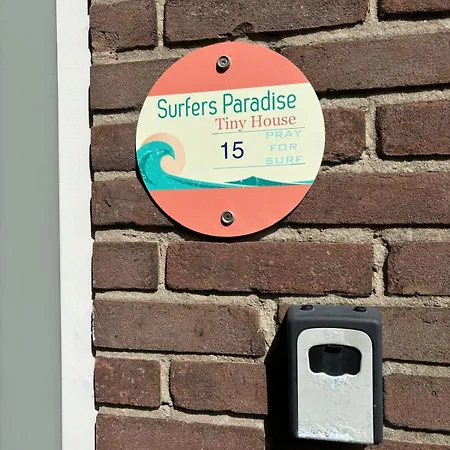 Surfers Paradise
Tiny House
15
PRAY
FOR
SURF